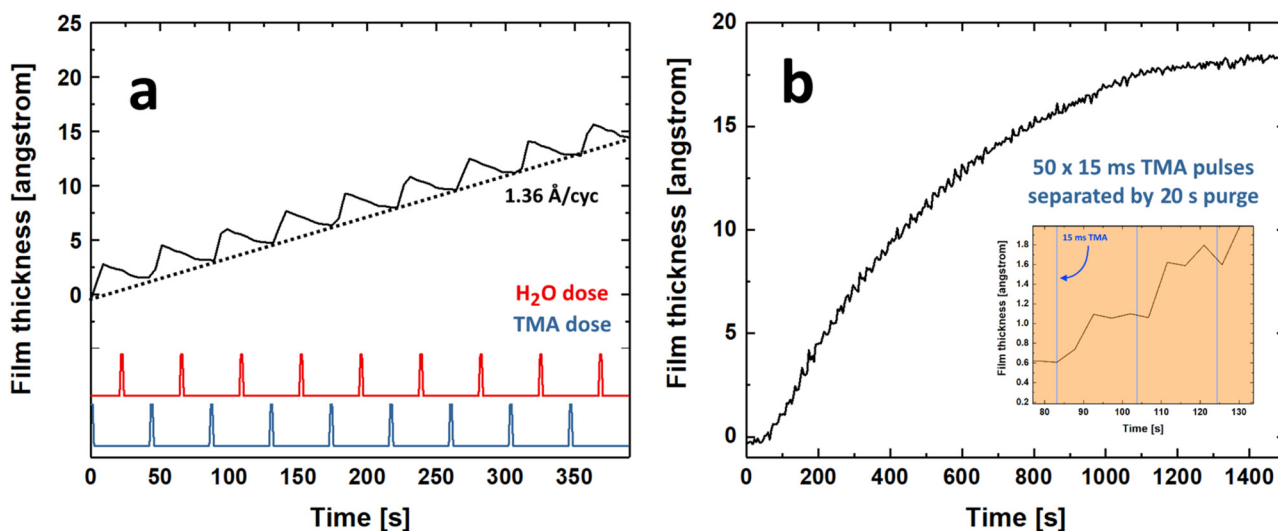 a
Film thickness [angstrom]
25
20
15
10
5
0
1.36 Å/cyc
H2O dose
TMA dose
0 50 100 150 200 250 300 350
Time [s]
b
Film thickness [angstrom]
20
15
10
5
0
50 x 15 ms TMA pulses
separated by 20 s purge
Film thickness [angstrom]
1.8
1.6
1.4
1.2
1.0
0.8
0.6
0.4
0.2
15 ms TMA
80 90 100 110 120 130
Time [s]
0 200 400 600 800 1000 1200 1400
Time [s]